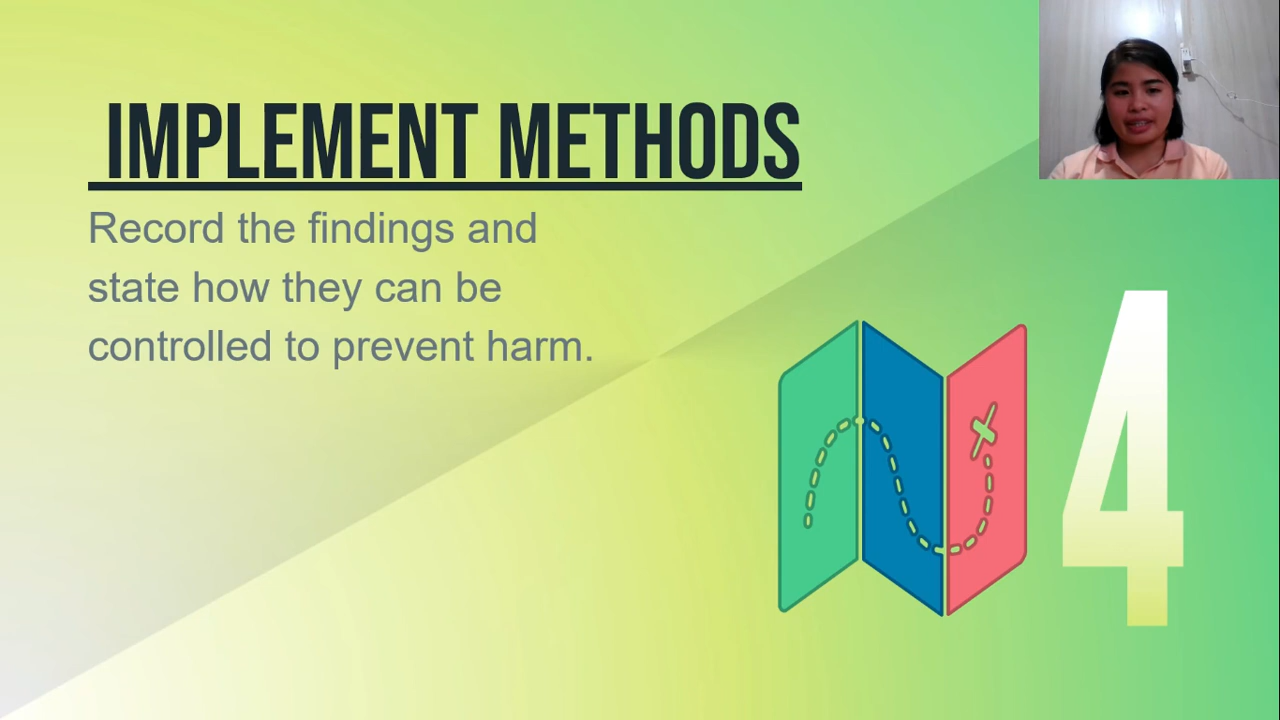 IMPLEMENT METHODS
Record the findings and
state how they can be
controlled to prevent harm.
4